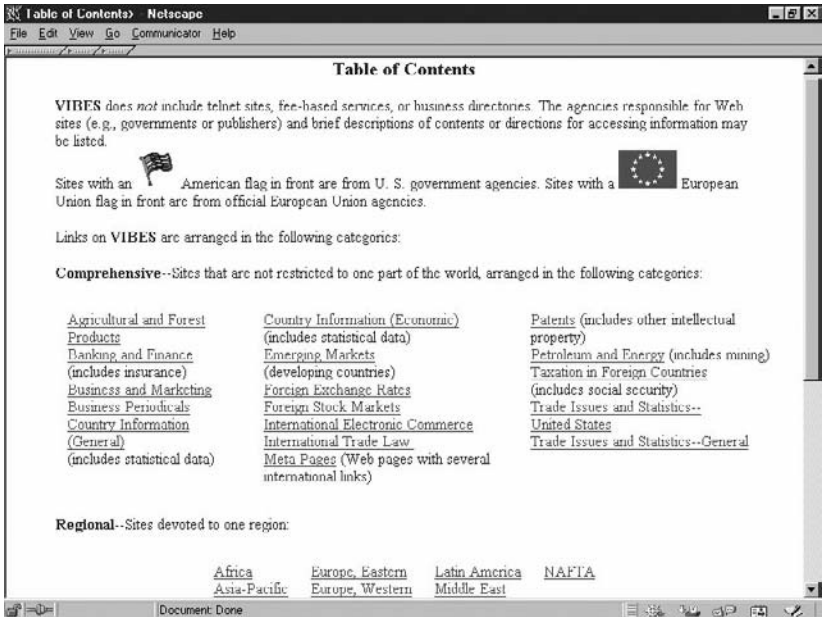 Table of Contents> - Netscape
File Edit View Go Communicator Help
Table of Contents
VIBES does not include telnet sites, fee-based services, or business directories. The agencies responsible for Web
sites (e.g., governments or publishers) and brief descriptions of contents or directions for accessing information may
be listed.
Sites with an American flag in front are from U. S. government agencies. Sites with a European
Union flag in front are from official European Union agencies.
Links on VIBES are arranged in the following categories:
Comprehensive--Sites that are not restricted to one part of the world, arranged in the following categories:
Agricultural and Forest
Products
Banking and Finance
(includes insurance)
Business and Marketing
Business Periodicals
Country Information
(General)
(includes statistical data)
Country Information (Economic)
(includes statistical data)
Emerging Markets
(developing countries)
Foreign Exchange Rates
Foreign Stock Markets
International Electronic Commerce
International Trade Law
Meta Pages (Web pages with several
international links)
Patents (includes other intellectual
property)
Petroleum and Energy (includes mining)
Taxation in Foreign Countries
(includes social security)
Trade Issues and Statistics--
United States
Trade Issues and Statistics--General
Regional--Sites devoted to one region:
Africa Europe, Eastern Latin America NAFTA
Asia-Pacific Europe, Western Middle East
Document: Done